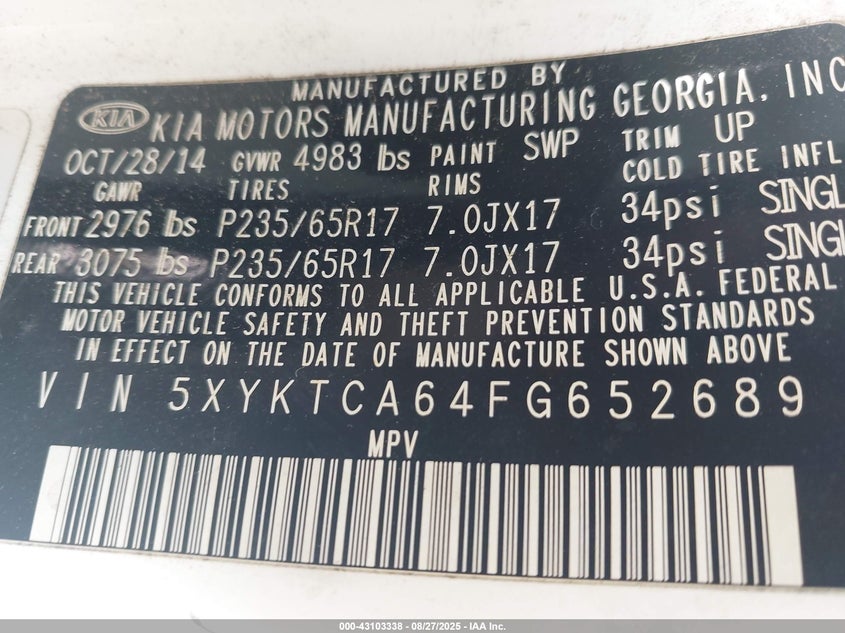 MANUFACTURED BY
KIA KIA MOTORS MANUFACTURING GEORGIA, INC
OCT/28/14 GVWR 4983 lbs PAINT SWP TRIM UP
GAWR TIRES RIMS COLD TIRE INFL
FRONT 2976 lbs P235/65R17 7.0JX17 34psi SINGL
REAR 3075 lbs P235/65R17 7.0JX17 34psi SINGL
THIS VEHICLE CONFORMS TO ALL APPLICABLE U.S.A. FEDERAL
MOTOR VEHICLE SAFETY AND THEFT PREVENTION STANDARDS
IN EFFECT ON THE DATE OF MANUFACTURE SHOWN ABOVE
VIN 5XYKTCA64FG652689
MPV
000-43103338 - 08/27/2025 - IAA Inc.